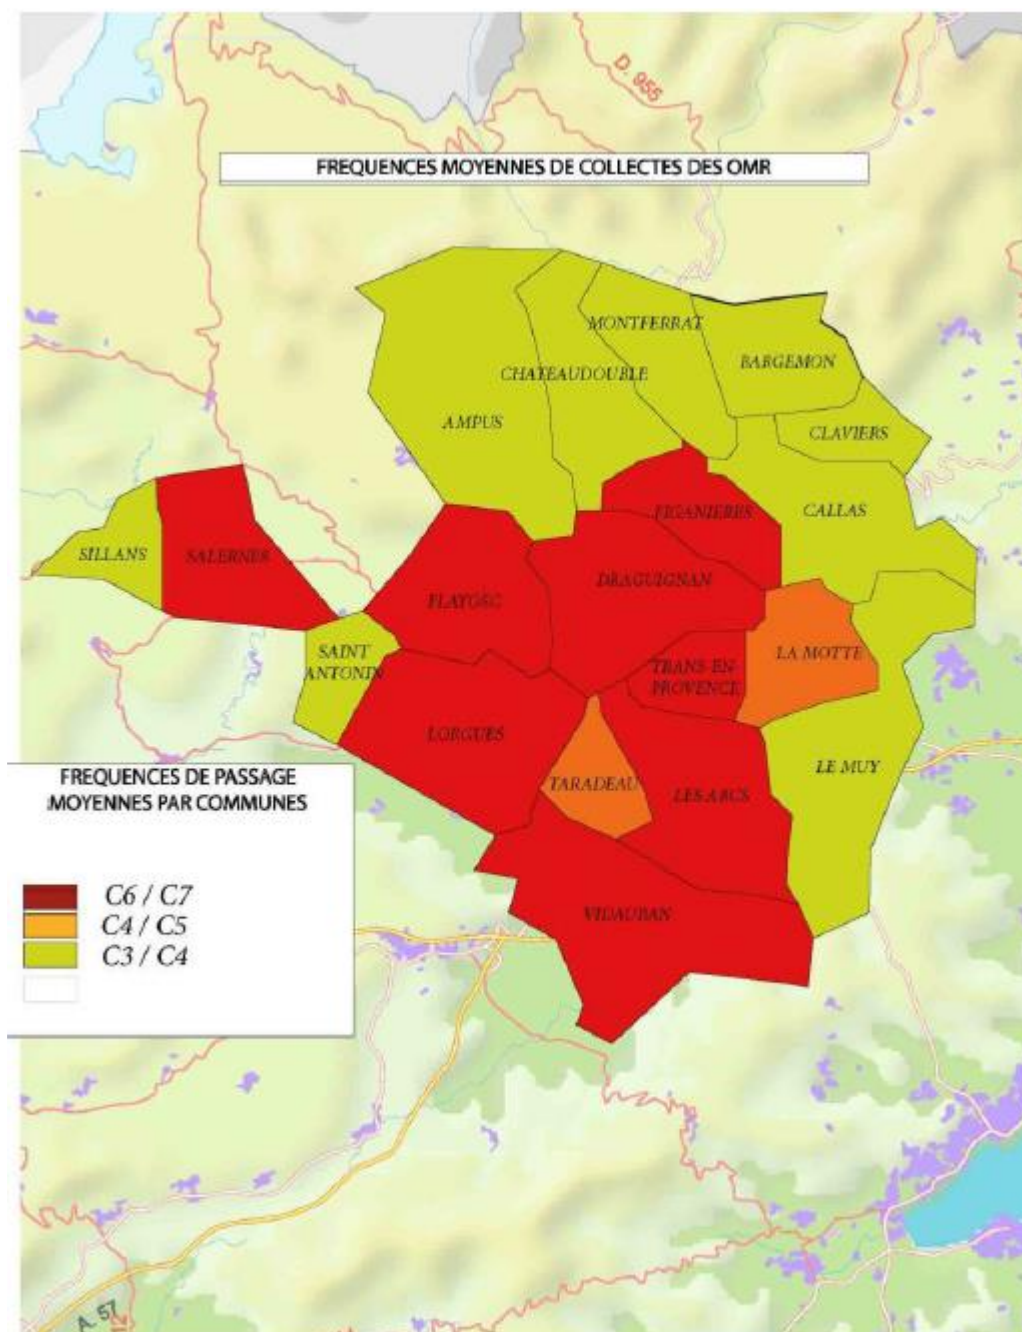 D. 955
FREQUENCES MOYENNES DE COLLECTES DES OMR
MONTFERRAT
BARGEMON
CHATEAUDOUBLE
AMPUS
CLAVIERS
CALLAS
FIGANIERES
SILLANS
SALERNES
DRAGUIGNAN
FLAYOSC
SAINT
ANTONIN
LA MOTTE
TRANS-EN-
PROVENCE
LORGUES
LE MUY
TARADEAU
LES ARCS
VIDAUBAN
FREQUENCES DE PASSAGE
MOYENNES PAR COMMUNES
C6 / C7
C4 / C5
C3 / C4
A. 57